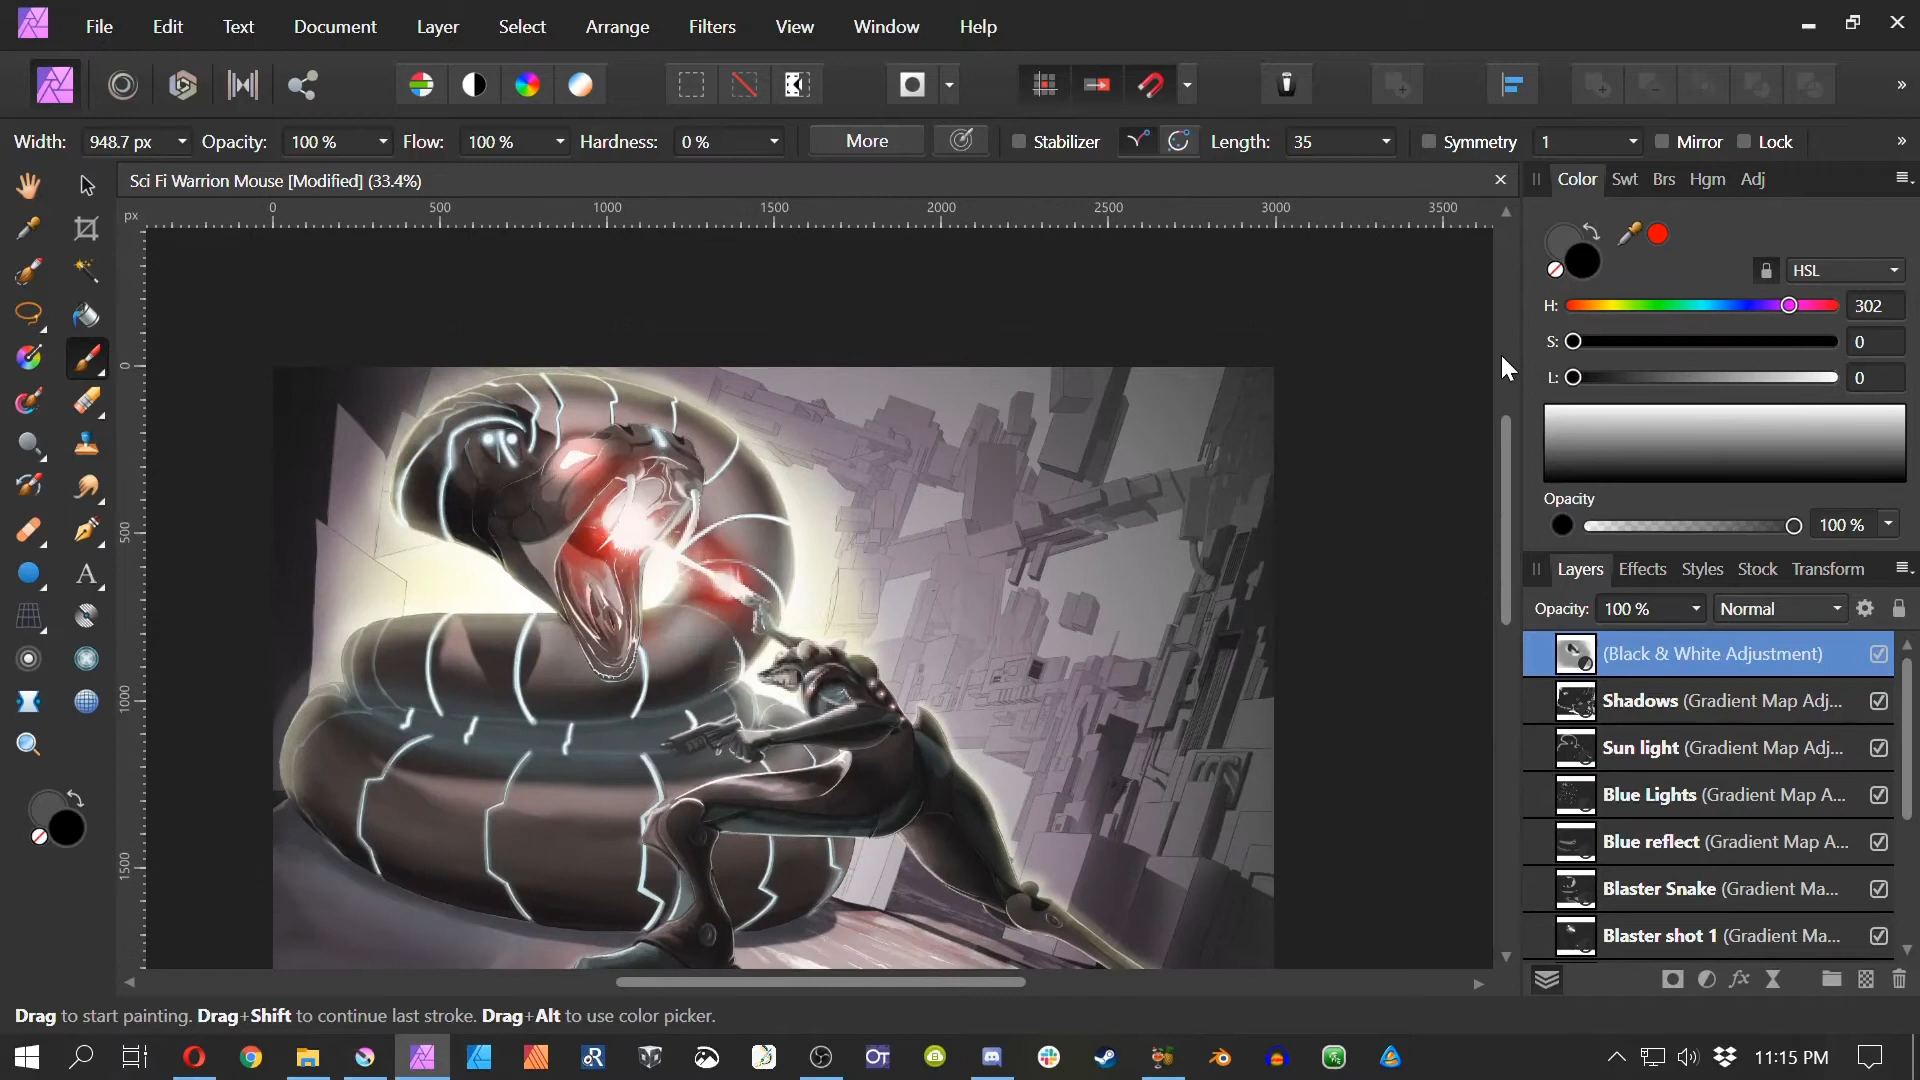 File Edit Text Document Layer Select Arrange Filters View Window Help
Width: 948.7 px Opacity: 100 % Flow: 100 % Hardness: 0 % More Stabilizer Length: 35 Symmetry 1 Mirror Lock
Sci Fi Warrion Mouse [Modified] (33.4%)
Color Swt Brs Hgm Adj
px 0 500 1000 1500 2000 2500 3000 3500
HSL
H: 302
S: 0
L: 0
0
500
1000
1500
Opacity
100 %
Layers Effects Styles Stock Transform
Opacity: 100 % Normal
(Black & White Adjustment)
Shadows (Gradient Map Adj...
Sun light (Gradient Map Adj...
Blue Lights (Gradient Map A...
Blue reflect (Gradient Map A...
Blaster Snake (Gradient Ma...
Blaster shot 1 (Gradient Ma...
fx
Drag to start painting. Drag+Shift to continue last stroke. Drag+Alt to use color picker.
11:15 PM